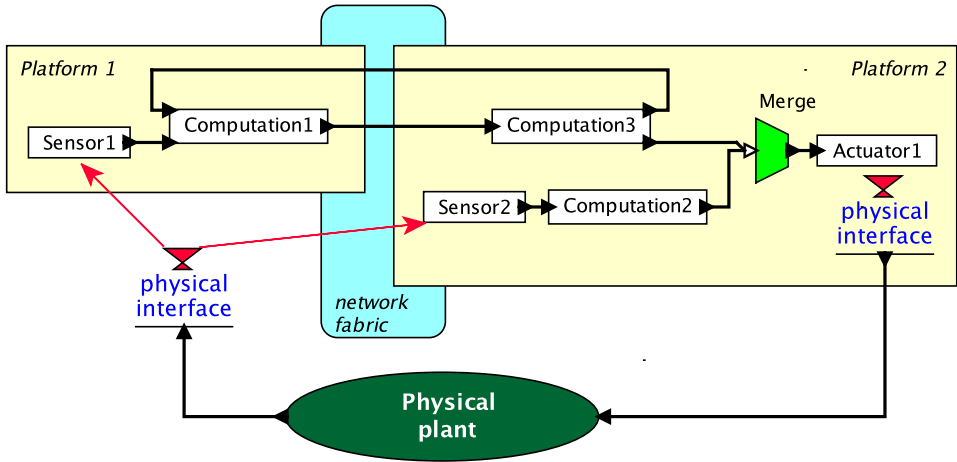 Platform 1
Platform 2
Merge
Sensor1
Computation1
Computation3
Actuator1
Sensor2
Computation2
physical
interface
physical
interface
network
fabric
Physical
plant